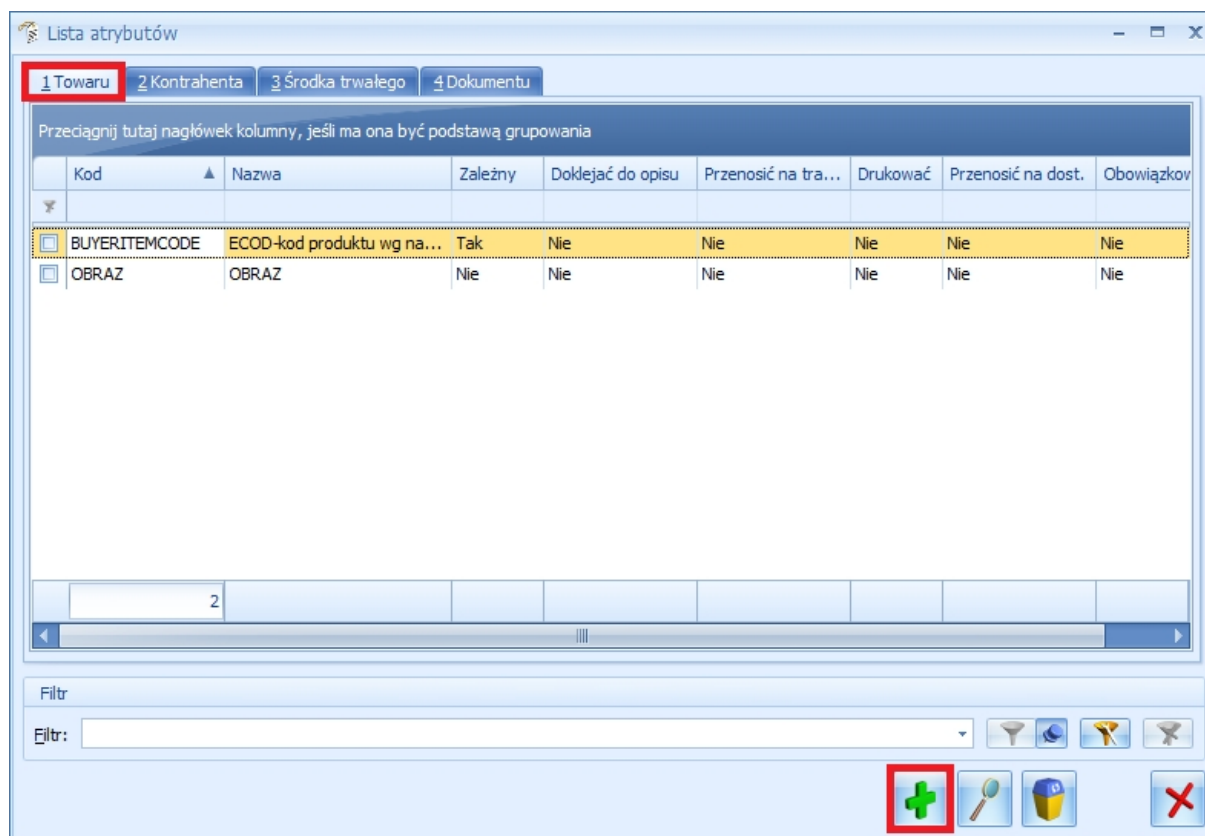 Lista atrybutów
1 Towaru 2 Kontrahenta 3 Środka trwałego 4 Dokumentu
Przeciągnij tutaj nagłówek kolumny, jeśli ma ona być podstawą grupowania
Kod Nazwa Zależny Doklejać do opisu Przenosić na tra... Drukować Przenosić na dost. Obowiązkow
BUYERITEMCODE ECOD-kod produktu wg na... Tak Nie Nie Nie Nie Nie
OBRAZ OBRAZ Nie Nie Nie Nie Nie Nie
2
Filtr
Filtr: